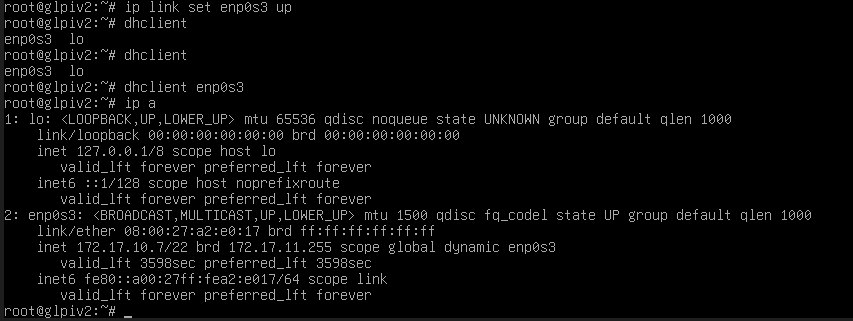 root@glpiv2:~# ip link set enp0s3 up
root@glpiv2:~# dhclient
enp0s3  lo
root@glpiv2:~# dhclient
enp0s3  lo
root@glpiv2:~# dhclient enp0s3
root@glpiv2:~# ip a
1: lo: <LOOPBACK,UP,LOWER_UP> mtu 65536 qdisc noqueue state UNKNOWN group default qlen 1000
    link/loopback 00:00:00:00:00:00 brd 00:00:00:00:00:00
    inet 127.0.0.1/8 scope host lo
       valid_lft forever preferred_lft forever
    inet6 ::1/128 scope host noprefixroute
       valid_lft forever preferred_lft forever
2: enp0s3: <BROADCAST,MULTICAST,UP,LOWER_UP> mtu 1500 qdisc fq_codel state UP group default qlen 1000
    link/ether 08:00:27:a2:e0:17 brd ff:ff:ff:ff:ff:ff
    inet 172.17.10.7/22 brd 172.17.11.255 scope global dynamic enp0s3
       valid_lft 3598sec preferred_lft 3598sec
    inet6 fe80::a00:27ff:fea2:e017/64 scope link
       valid_lft forever preferred_lft forever
root@glpiv2:~# _